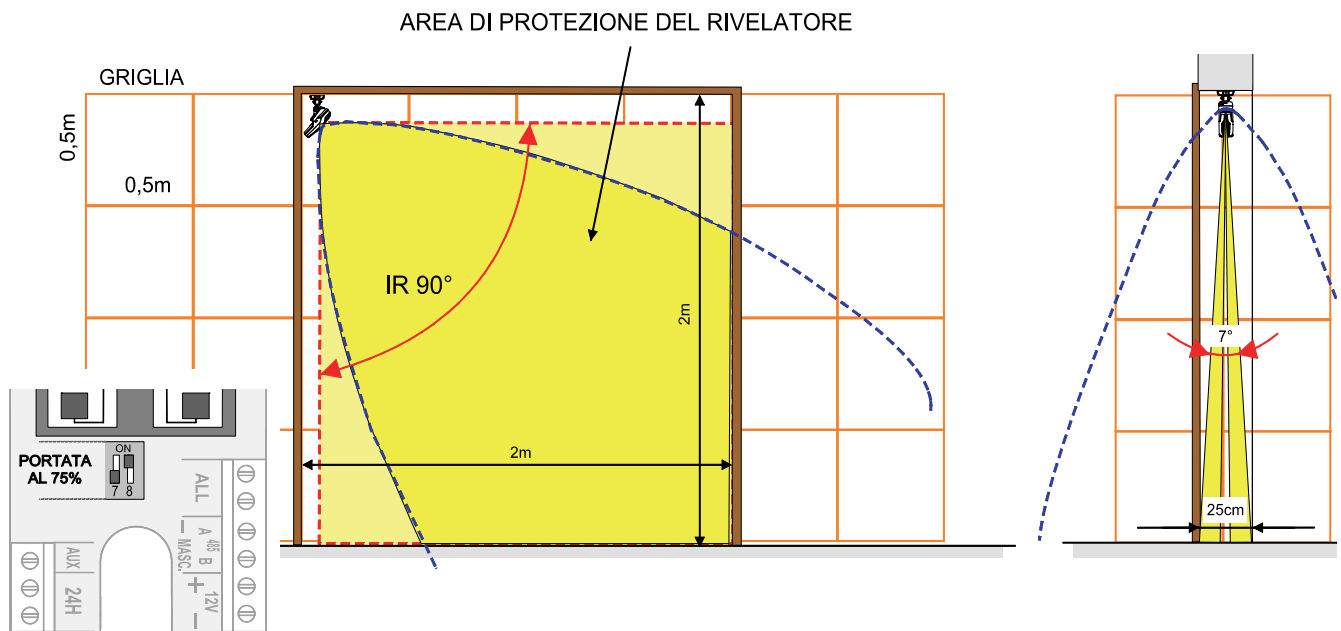 AREA DI PROTEZIONE DEL RIVELATORE
GRIGLIA
0,5m
0,5m
IR 90°
2m
2m
7°
25cm
PORTATA
AL 75%
ON
7 8
ALL
A 485 B
MASC.
+ 12V -
AUX
24H